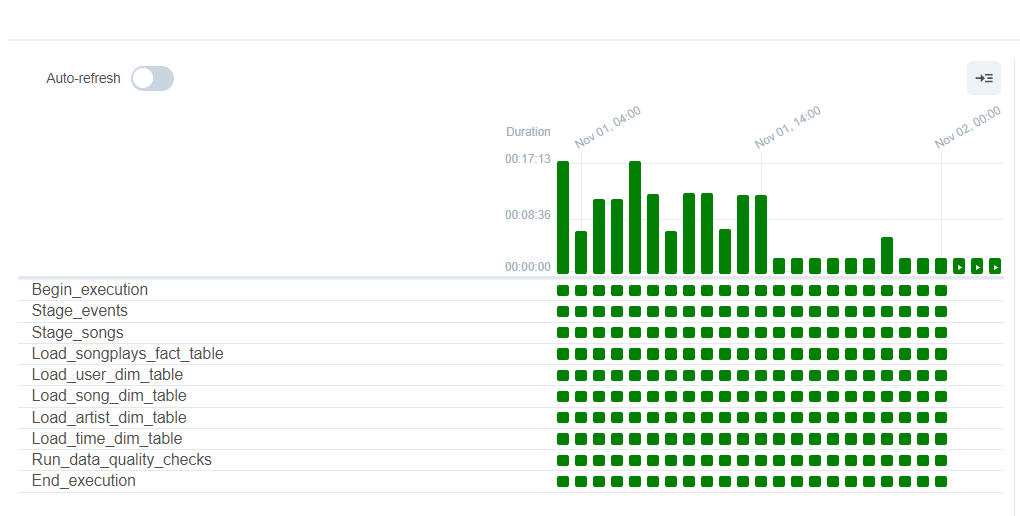 Auto-refresh
Nov 01, 04:00
Nov 01, 14:00
Nov 02, 00:00
Duration
00:17:13
00:08:36
00:00:00
Begin_execution
Stage_events
Stage_songs
Load_songplays_fact_table
Load_user_dim_table
Load_song_dim_table
Load_artist_dim_table
Load_time_dim_table
Run_data_quality_checks
End_execution